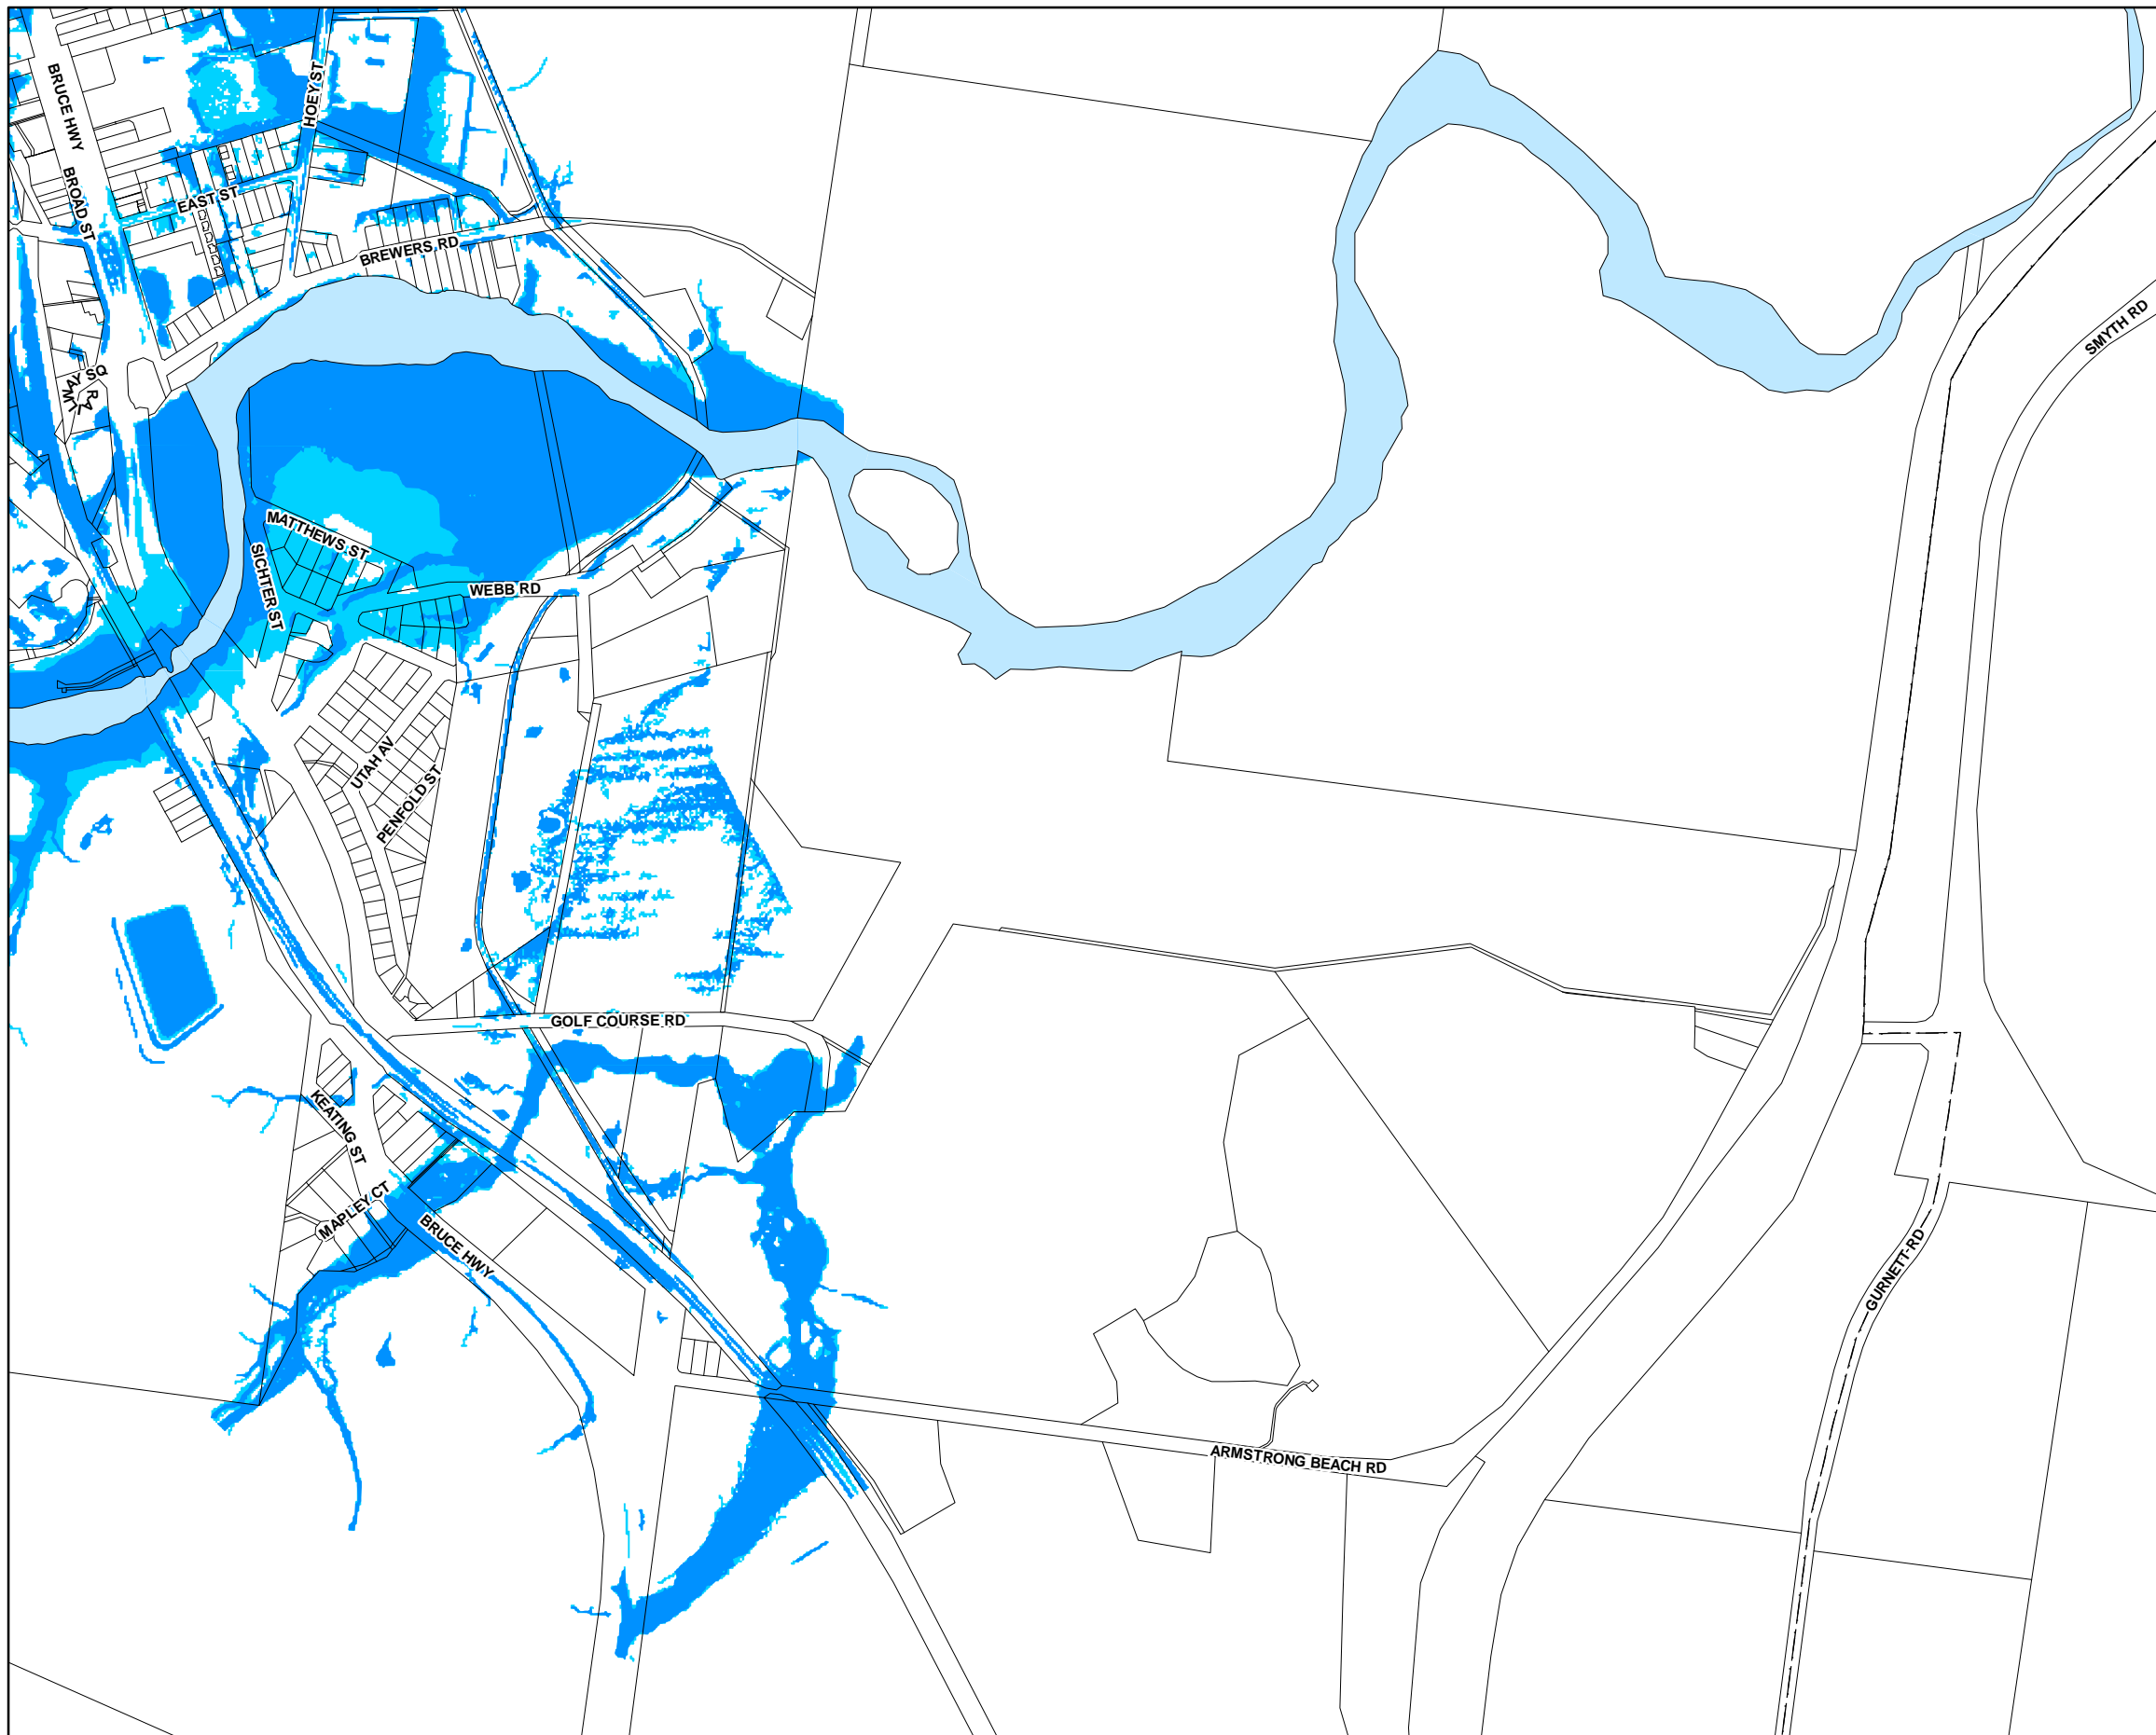 BRUCE HWY
HOEY ST
BROAD ST
EAST ST
BREWERS RD
SMYTH RD
AY SQ
MATTHEWS ST
SICHTER ST
WEBB RD
UTAH AV
PENFOLD ST
GOLF COURSE RD
KEATING ST
MAPLEY CT
BRUCE HWY
GURNETT RD
ARMSTRONG BEACH RD